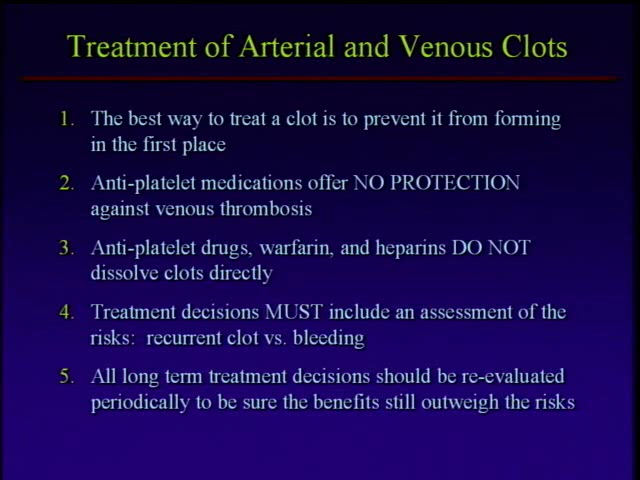 Treatment of Arterial and Venous Clots
1. The best way to treat a clot is to prevent it from forming
in the first place
2. Anti-platelet medications offer NO PROTECTION
against venous thrombosis
3. Anti-platelet drugs, warfarin, and heparins DO NOT
dissolve clots directly
4. Treatment decisions MUST include an assessment of the
risks: recurrent clot vs. bleeding
5. All long term treatment decisions should be re-evaluated
periodically to be sure the benefits still outweigh the risks